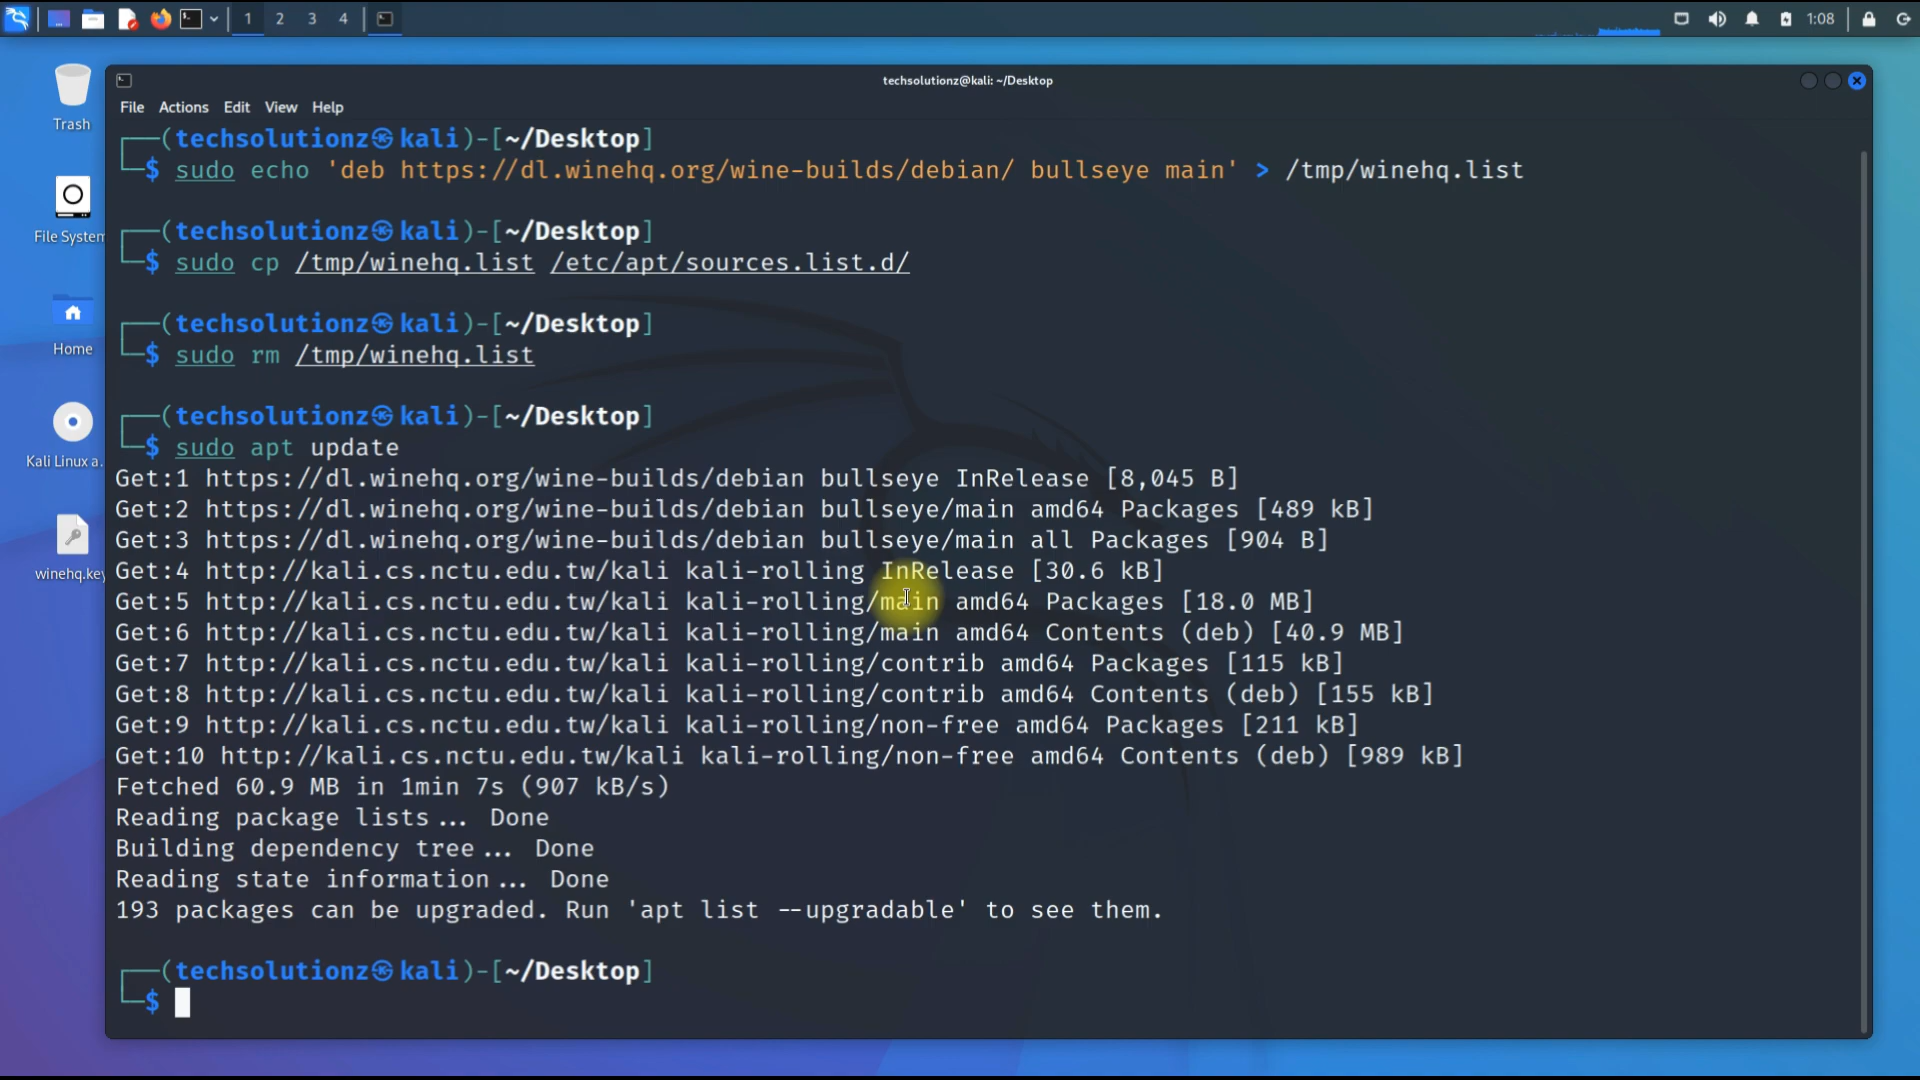 1 2 3 4
1:08
techsolutionz@kali: ~/Desktop
File Actions Edit View Help
Trash
File System
Home
Kali Linux a.
winehq.key
┌──(techsolutionz㉿kali)-[~/Desktop]
└─$ sudo echo 'deb https://dl.winehq.org/wine-builds/debian/ bullseye main' > /tmp/winehq.list
┌──(techsolutionz㉿kali)-[~/Desktop]
└─$ sudo cp /tmp/winehq.list /etc/apt/sources.list.d/
┌──(techsolutionz㉿kali)-[~/Desktop]
└─$ sudo rm /tmp/winehq.list
┌──(techsolutionz㉿kali)-[~/Desktop]
└─$ sudo apt update
Get:1 https://dl.winehq.org/wine-builds/debian bullseye InRelease [8,045 B]
Get:2 https://dl.winehq.org/wine-builds/debian bullseye/main amd64 Packages [489 kB]
Get:3 https://dl.winehq.org/wine-builds/debian bullseye/main all Packages [904 B]
Get:4 http://kali.cs.nctu.edu.tw/kali kali-rolling InRelease [30.6 kB]
Get:5 http://kali.cs.nctu.edu.tw/kali kali-rolling/main amd64 Packages [18.0 MB]
Get:6 http://kali.cs.nctu.edu.tw/kali kali-rolling/main amd64 Contents (deb) [40.9 MB]
Get:7 http://kali.cs.nctu.edu.tw/kali kali-rolling/contrib amd64 Packages [115 kB]
Get:8 http://kali.cs.nctu.edu.tw/kali kali-rolling/contrib amd64 Contents (deb) [155 kB]
Get:9 http://kali.cs.nctu.edu.tw/kali kali-rolling/non-free amd64 Packages [211 kB]
Get:10 http://kali.cs.nctu.edu.tw/kali kali-rolling/non-free amd64 Contents (deb) [989 kB]
Fetched 60.9 MB in 1min 7s (907 kB/s)
Reading package lists... Done
Building dependency tree... Done
Reading state information... Done
193 packages can be upgraded. Run 'apt list --upgradable' to see them.
┌──(techsolutionz㉿kali)-[~/Desktop]
└─$